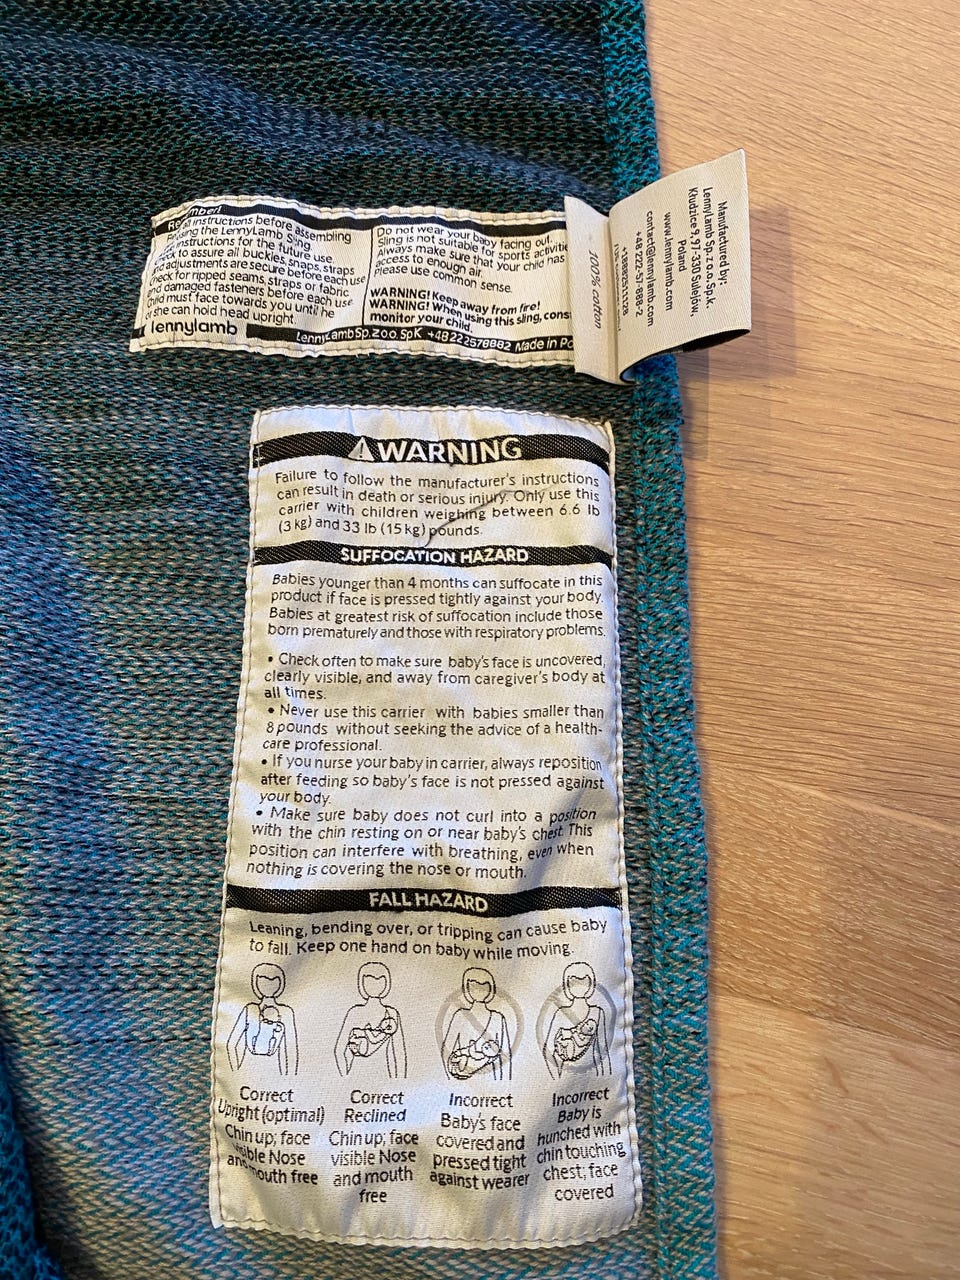 Remember!
all instructions before assembling
using the LennyLamb Sling.
instructions for the future use.
check to assure all buckles, snaps, straps
and adjustments are secure before each use
Check for ripped seams, straps or fabric
and damaged fasteners before each use
Child must face towards you until he
or she can hold head upright
Do not wear your baby facing out.
Sling is not suitable for sports activitie
Always make sure that your child has
access to enough air.
Please use common sense.
WARNING! Keep away from fire!
WARNING! When using this sling, cons
monitor your child.
lennylamb
LennyLamb Sp.z o.o. Sp.K +48222578882 Made in Po
100% cotton
Manufactured by:
LennyLamb Sp. z o.o. Sp.k.
Kłudzice 9, 97-330 Sulejów,
Poland
www.lennylamb.com
contact@lennylamb.com
+48 222-57-888-2
WARNING
Failure to follow the manufacturer's instructions
can result in death or serious injury. Only use this
carrier with children weighing between 6.6 lb
(3 kg) and 33 lb (15 kg) pounds.
SUFFOCATION HAZARD
Babies younger than 4 months can suffocate in this
product if face is pressed tightly against your body.
Babies at greatest risk of suffocation include those
born prematurely and those with respiratory problems.
• Check often to make sure baby's face is uncovered,
clearly visible, and away from caregiver's body at
all times.
• Never use this carrier with babies smaller than
8 pounds without seeking the advice of a health-
care professional.
• If you nurse your baby in carrier, always reposition
after feeding so baby's face is not pressed against
your body.
• Make sure baby does not curl into a position
with the chin resting on or near baby's chest. This
position can interfere with breathing, even when
nothing is covering the nose or mouth.
FALL HAZARD
Leaning, bending over, or tripping can cause baby
to fall. Keep one hand on baby while moving.
Correct
Upright (optimal)
Chin up; face
visible Nose
and mouth free
Correct
Reclined
Chin up; face
visible Nose
and mouth
free
Incorrect
Baby's face
covered and
pressed tight
against wearer
Incorrect
Baby is
hunched with
chin touching
chest; face
covered